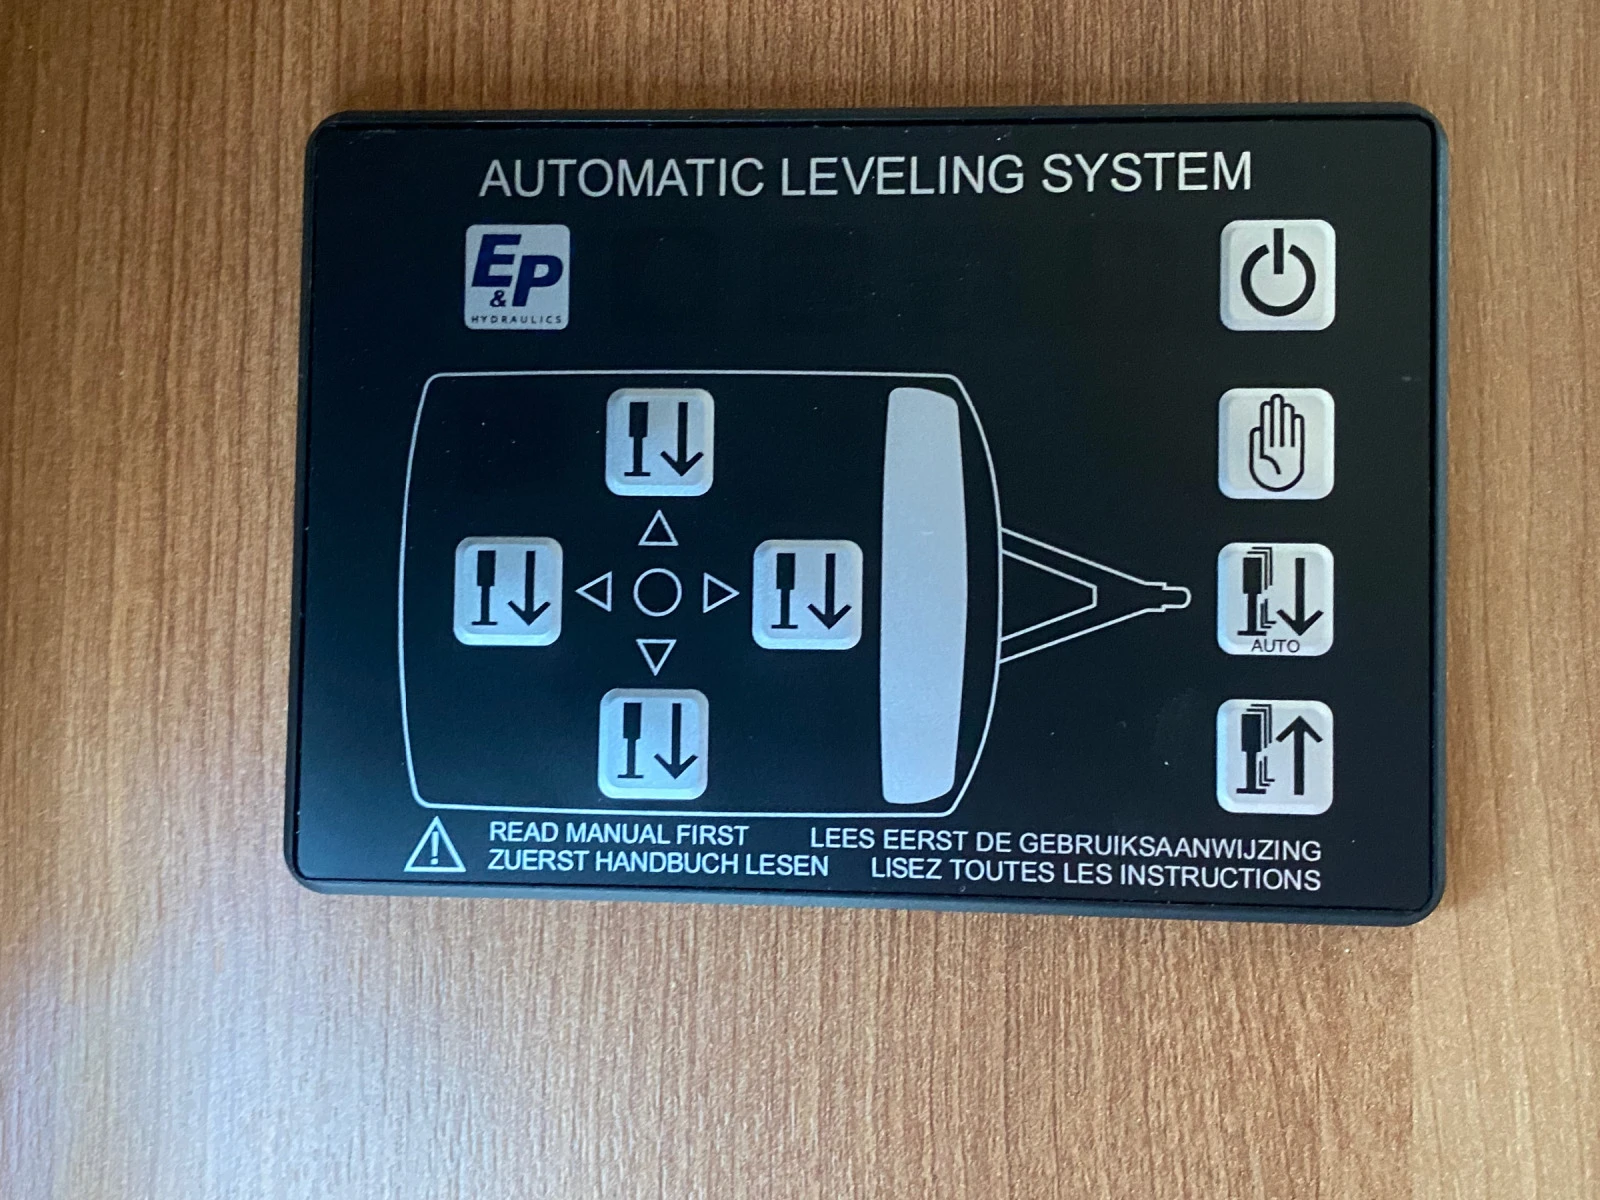 AUTOMATIC LEVELING SYSTEM
E&P
HYDRAULICS
AUTO
READ MANUAL FIRST
ZUERST HANDBUCH LESEN
LEES EERST DE GEBRUIKSAANWIJZING
LISEZ TOUTES LES INSTRUCTIONS